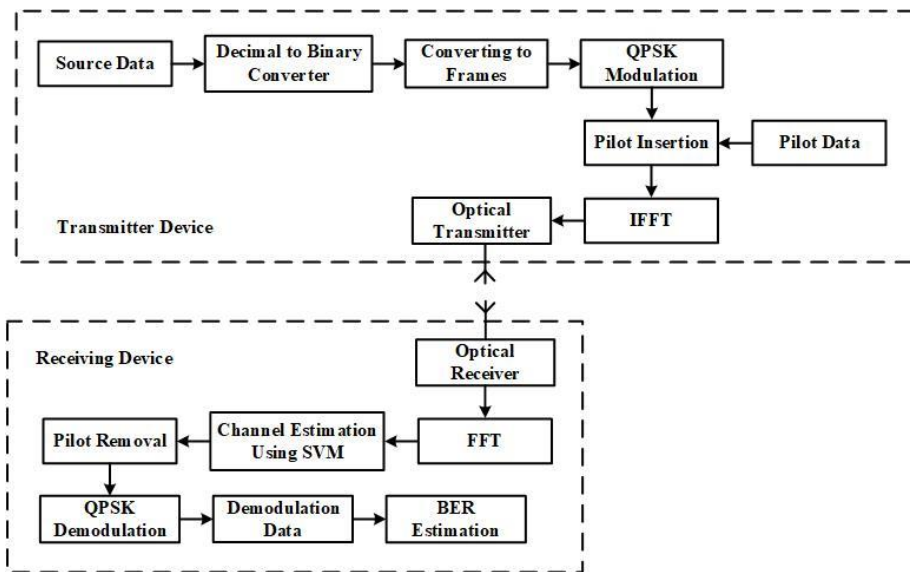 Source Data
Decimal to Binary
Converter
Converting to
Frames
QPSK
Modulation
Pilot Insertion
Pilot Data
IFFT
Optical
Transmitter
Transmitter Device
Receiving Device
Optical
Receiver
FFT
Channel Estimation
Using SVM
Pilot Removal
QPSK
Demodulation
Demodulation
Data
BER
Estimation